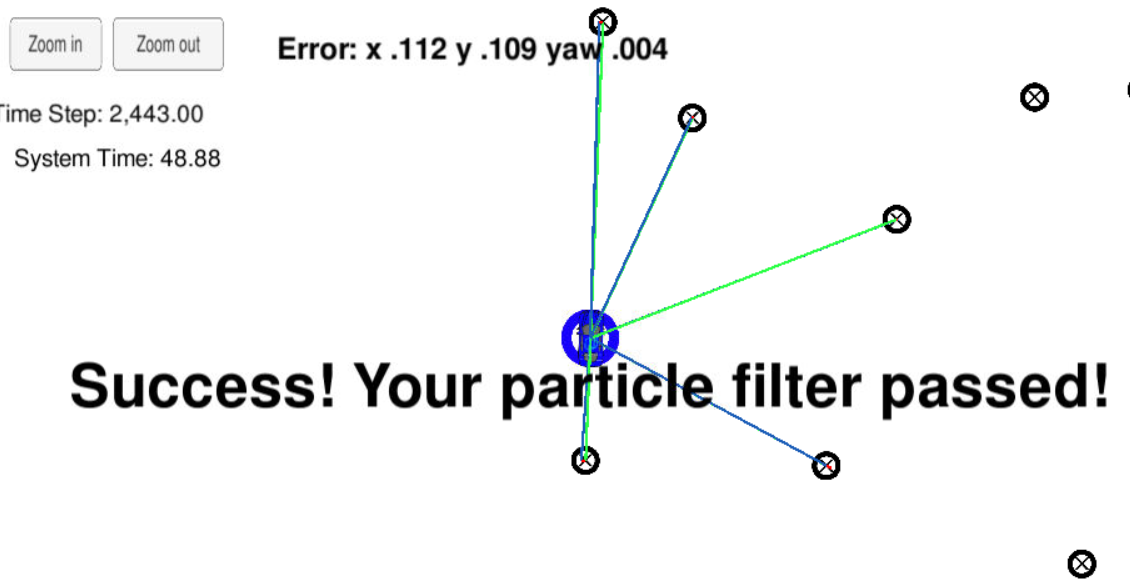 Zoom in Zoom out
Error: x .112 y .109 yaw .004
Time Step: 2,443.00
System Time: 48.88
Success! Your particle filter passed!